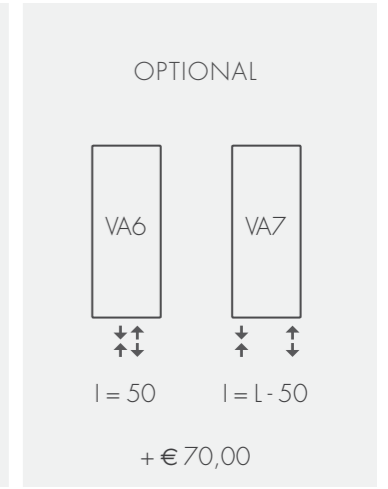 OPTIONAL
VA6 VA7
I = 50 I = L - 50
+ € 70,00